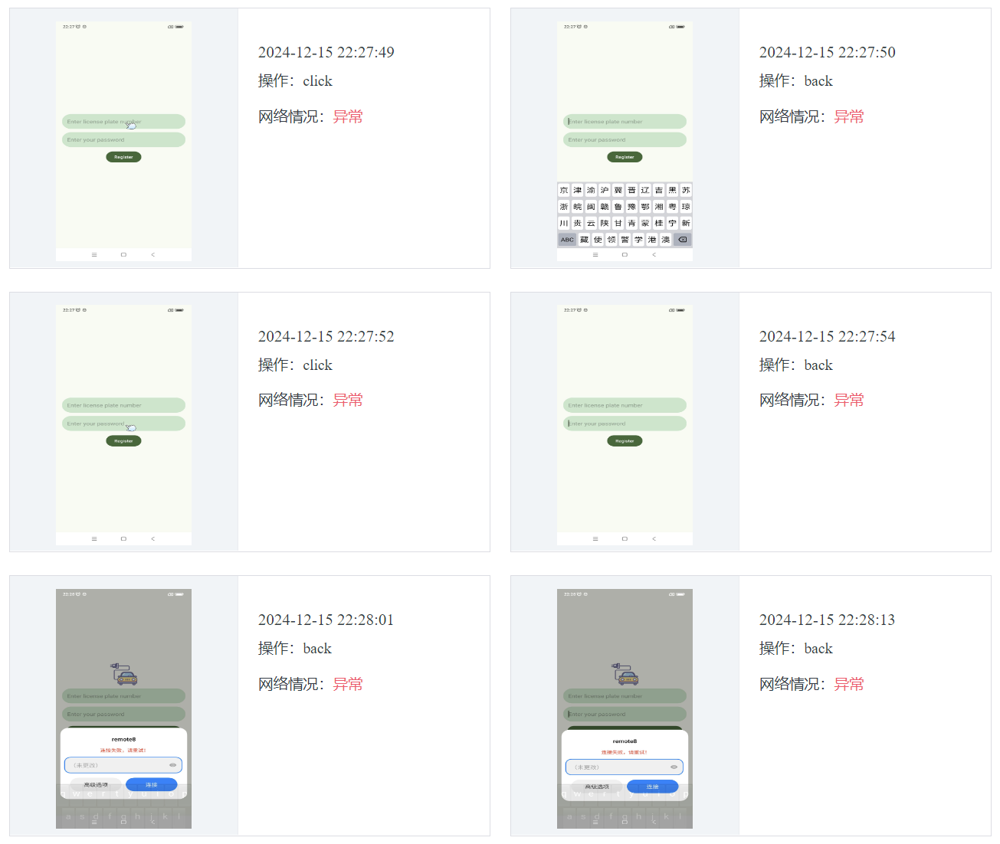 22:27
Enter license plate number
Enter your password
Register
2024-12-15 22:27:49
操作：click
网络情况：异常
22:27
Enter license plate number
Enter your password
Register
京 津 渝 沪 冀 晋 辽 吉 黑 苏
浙 皖 闽 赣 鲁 豫 鄂 湘 粤 琼
川 贵 云 陕 甘 青 蒙 桂 宁 新
ABC 藏 使 领 警 学 港 澳
2024-12-15 22:27:50
操作：back
网络情况：异常
22:27
Enter license plate number
Enter your password
Register
2024-12-15 22:27:52
操作：click
网络情况：异常
22:27
Enter license plate number
Enter your password
Register
2024-12-15 22:27:54
操作：back
网络情况：异常
22:28
Enter license plate number
Enter your password
remote8
连接失败，请重试!
（未更改）
高级选项 连接
q w e r t y u i o p
a s d f g h j k l
2024-12-15 22:28:01
操作：back
网络情况：异常
22:28
Enter license plate number
Enter your password
remote8
连接失败，请重试!
（未更改）
高级选项 连接
q w e r t y u i o p
a s d f g h j k l
2024-12-15 22:28:13
操作：back
网络情况：异常